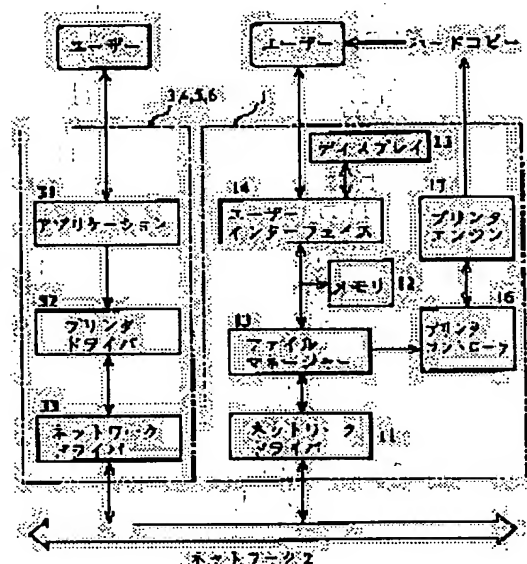 ユーザー
ユーザー
ハードコピー
3,4,5,6
1
31
アプリケーション
32
プリンタ
ドライバ
33
ネットワーク
ドライバ
ディスプレイ
14
ユーザー
インターフェイス
メモリ
12
13
ファイル
マネージャー
ネットワーク
ドライバ
11
17
プリンタ
エンジン
16
プリンタ
コントローラ
ネットワーク2